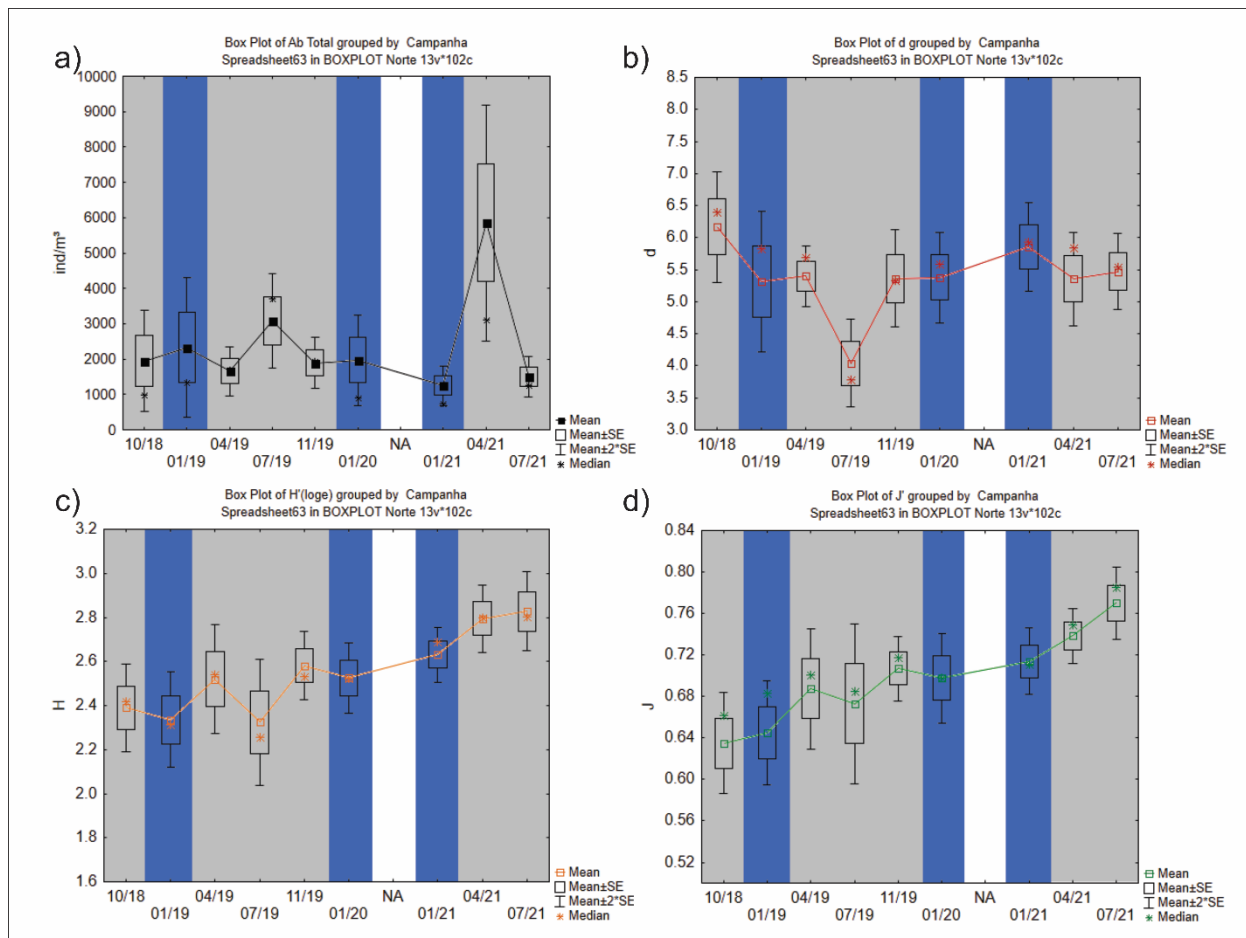 a)
Box Plot of Ab Total grouped by Campanha
Spreadsheet63 in BOXPLOT Norte 13v*102c
10000
9000
8000
7000
6000
5000
4000
3000
2000
1000
0
ind/m³
10/18 04/19 11/19 NA 04/21
01/19 07/19 01/20 01/21 07/21
Mean
Mean±SE
Mean±2*SE
Median
b)
Box Plot of d grouped by Campanha
Spreadsheet63 in BOXPLOT Norte 13v*102c
8.5
8.0
7.5
7.0
6.5
6.0
5.5
5.0
4.5
4.0
3.5
3.0
d
10/18 04/19 11/19 NA 04/21
01/19 07/19 01/20 01/21 07/21
Mean
Mean±SE
Mean±2*SE
Median
c)
Box Plot of H'(loge) grouped by Campanha
Spreadsheet63 in BOXPLOT Norte 13v*102c
3.2
3.0
2.8
2.6
2.4
2.2
2.0
1.8
1.6
H
10/18 04/19 11/19 NA 04/21
01/19 07/19 01/20 01/21 07/21
Mean
Mean±SE
Mean±2*SE
Median
d)
Box Plot of J' grouped by Campanha
Spreadsheet63 in BOXPLOT Norte 13v*102c
0.84
0.80
0.76
0.72
0.68
0.64
0.60
0.56
0.52
J
10/18 04/19 11/19 NA 04/21
01/19 07/19 01/20 01/21 07/21
Mean
Mean±SE
Mean±2*SE
Median